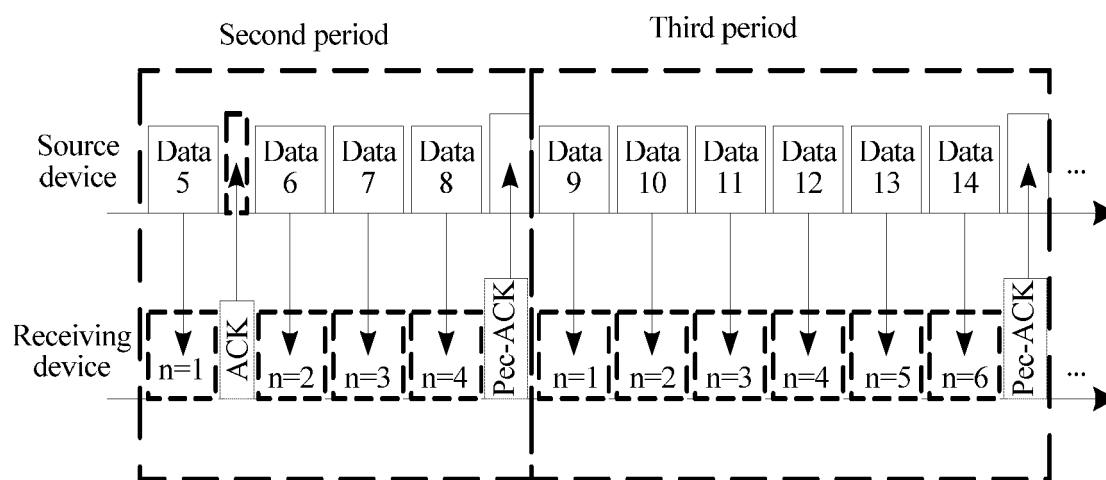 Second period
Third period
Source
device
Data
5
Data
6
Data
7
Data
8
Data
9
Data
10
Data
11
Data
12
Data
13
Data
14
...
Receiving
device
n=1
ACK
n=2
n=3
n=4
Pec-ACK
n=1
n=2
n=3
n=4
n=5
n=6
Pec-ACK
...